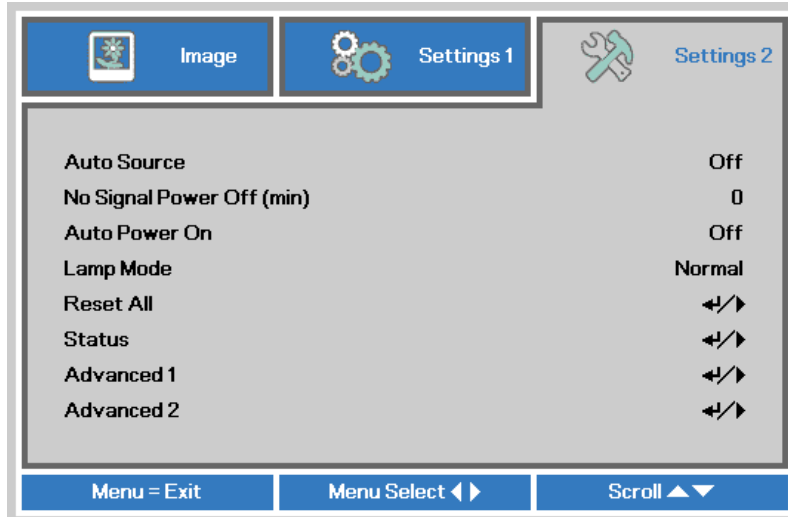 Image Settings 1 Settings 2
Auto Source Off
No Signal Power Off (min) 0
Auto Power On Off
Lamp Mode Normal
Reset All ↵/▶
Status ↵/▶
Advanced 1 ↵/▶
Advanced 2 ↵/▶
Menu = Exit Menu Select ◀▶ Scroll ▲▼